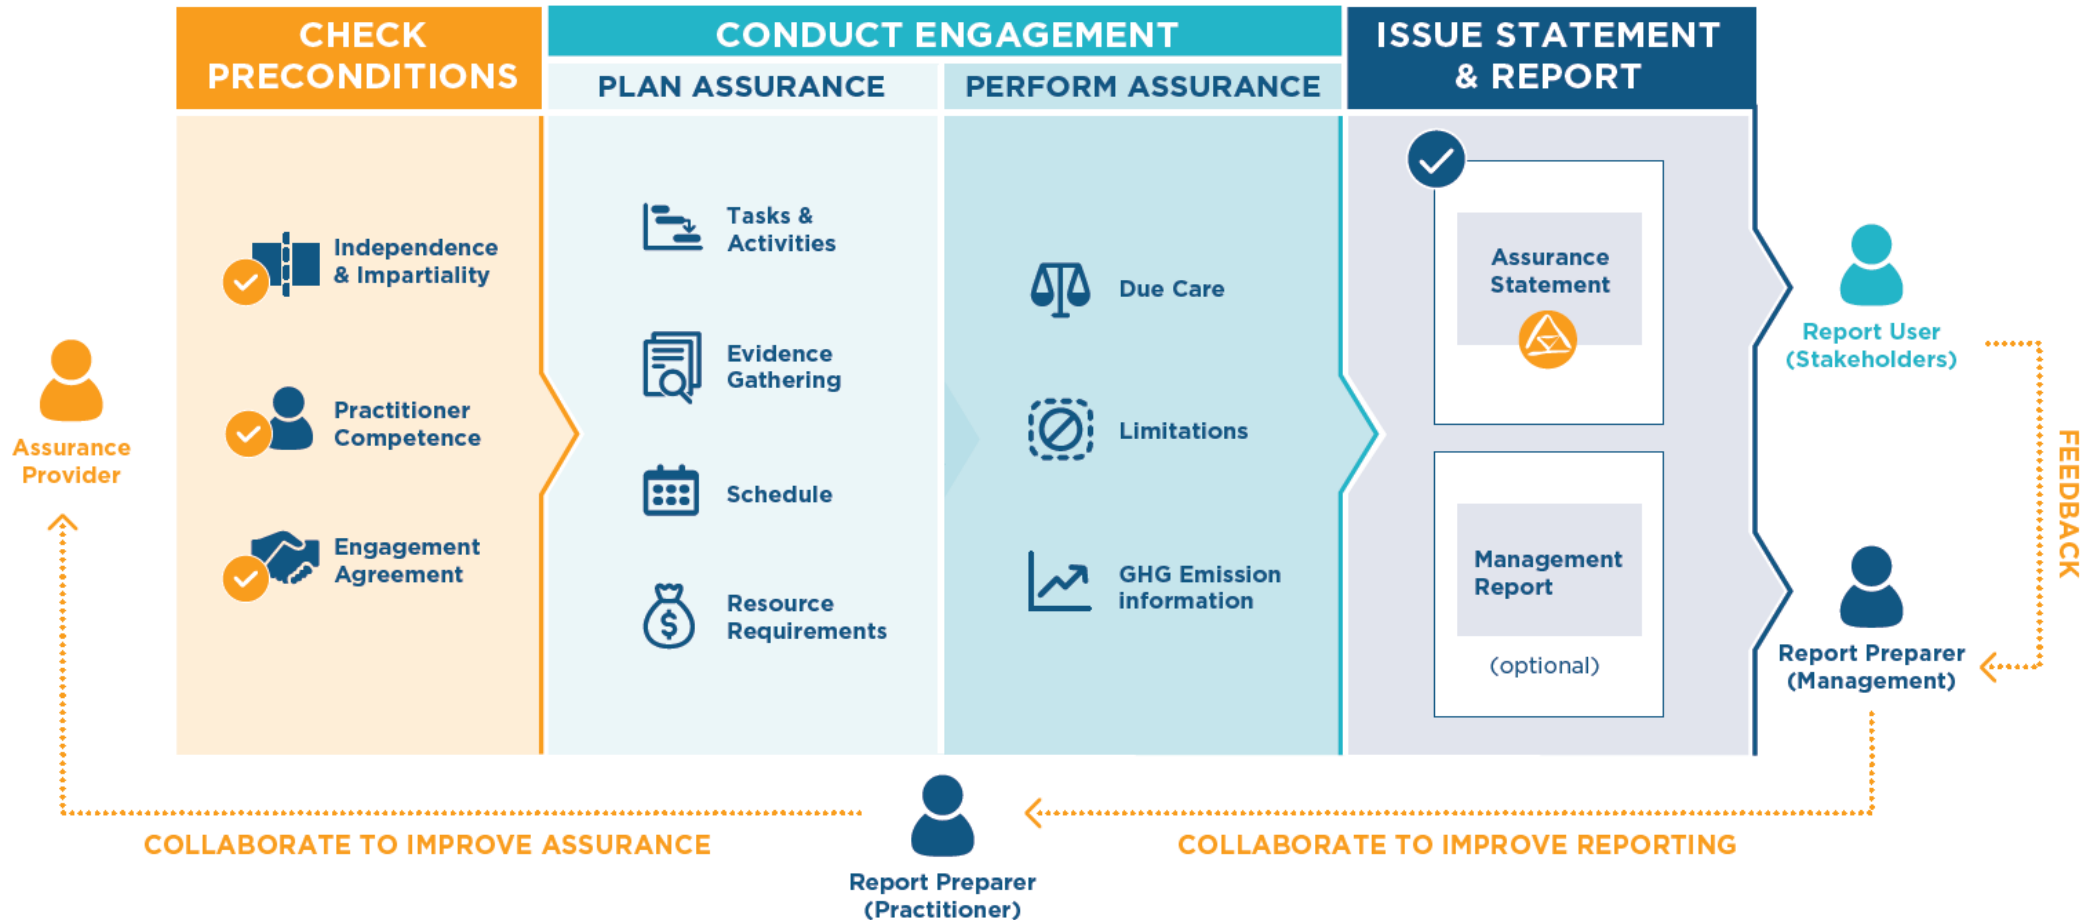 CHECK
PRECONDITIONS
CONDUCT ENGAGEMENT
PLAN ASSURANCE
PERFORM ASSURANCE
ISSUE STATEMENT
& REPORT
Assurance
Provider
Independence
& Impartiality
Practitioner
Competence
Engagement
Agreement
Tasks &
Activities
Evidence
Gathering
Schedule
Resource
Requirements
Due Care
Limitations
GHG Emission
information
Assurance
Statement
Management
Report
(optional)
Report User
(Stakeholders)
FEEDBACK
Report Preparer
(Management)
COLLABORATE TO IMPROVE ASSURANCE
COLLABORATE TO IMPROVE REPORTING
Report Preparer
(Practitioner)